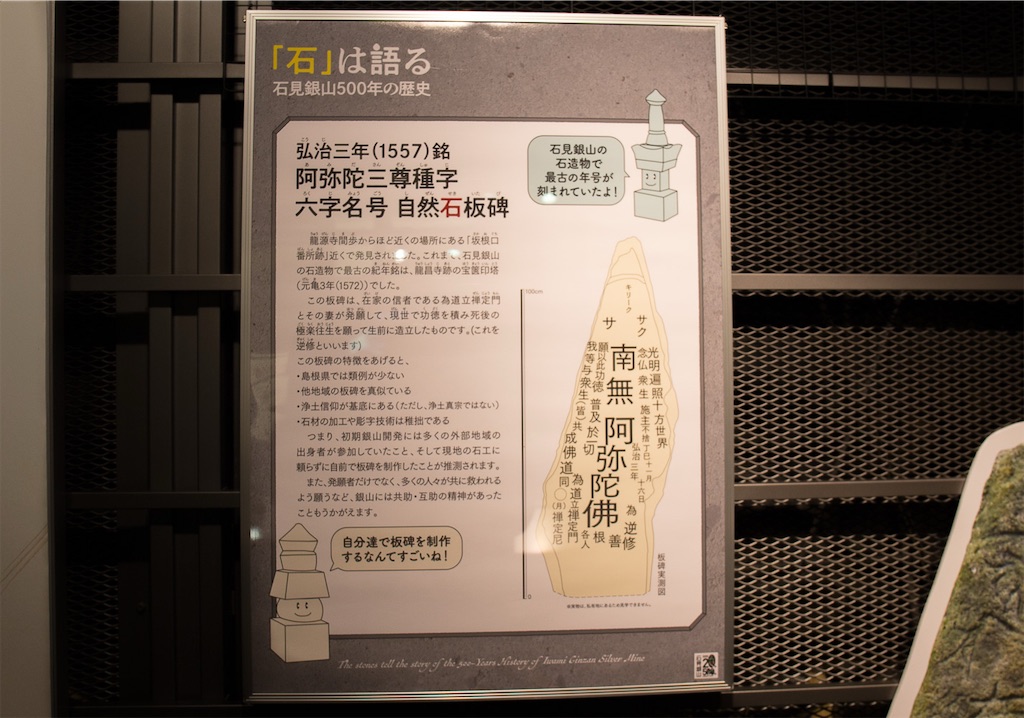 「石」は語る
石見銀山500年の歴史
弘治三年(1557)銘
阿弥陀三尊種字
六字名号 自然石板碑
石見銀山の
石造物で
最古の年号が
刻まれていたよ!
龍源寺間歩からほど近くの場所にある「坂根口
番所跡」近くで発見されました。これまで、石見銀山
の石造物で最古の紀年銘は、龍昌寺跡の宝篋印塔
(元亀3年(1572))でした。
この板碑は、在家の信者である為道立禅定門
とその妻が発願して、現世で功徳を積み死後の
極楽往生を願って生前に造立したものです。(これを
逆修といいます)
この板碑の特徴をあげると、
・島根県では類例が少ない
・他地域の板碑を真似ている
・浄土信仰が基底にある(ただし、浄土真宗ではない)
・石材の加工や彫字技術は稚拙である
つまり、初期銀山開発には多くの外部地域の
出身者が参加していたこと、そして現地の石工に
頼らずに自前で板碑を制作したことが推測されます。
また、発願者だけでなく、多くの人々が共に救われる
よう願うなど、銀山には共助・互助の精神があった
こともうかがえます。
自分達で板碑を制作
するなんてすごいね!
100cm
0
キリーク
サ
サク
光明遍照十方世界
念仏衆生
不捨
施主
丁巳十一月
弘治三年
十六日
為 逆修
善
根
各人
南無阿弥陀佛
願以此功徳 普及於一切
我等与衆生(皆)共成佛道
同
為道立禅定門
○(月)禅定尼
板碑実測図
The stones tell the story of the 500-Years History of Iwami Ginzan Silver Mine